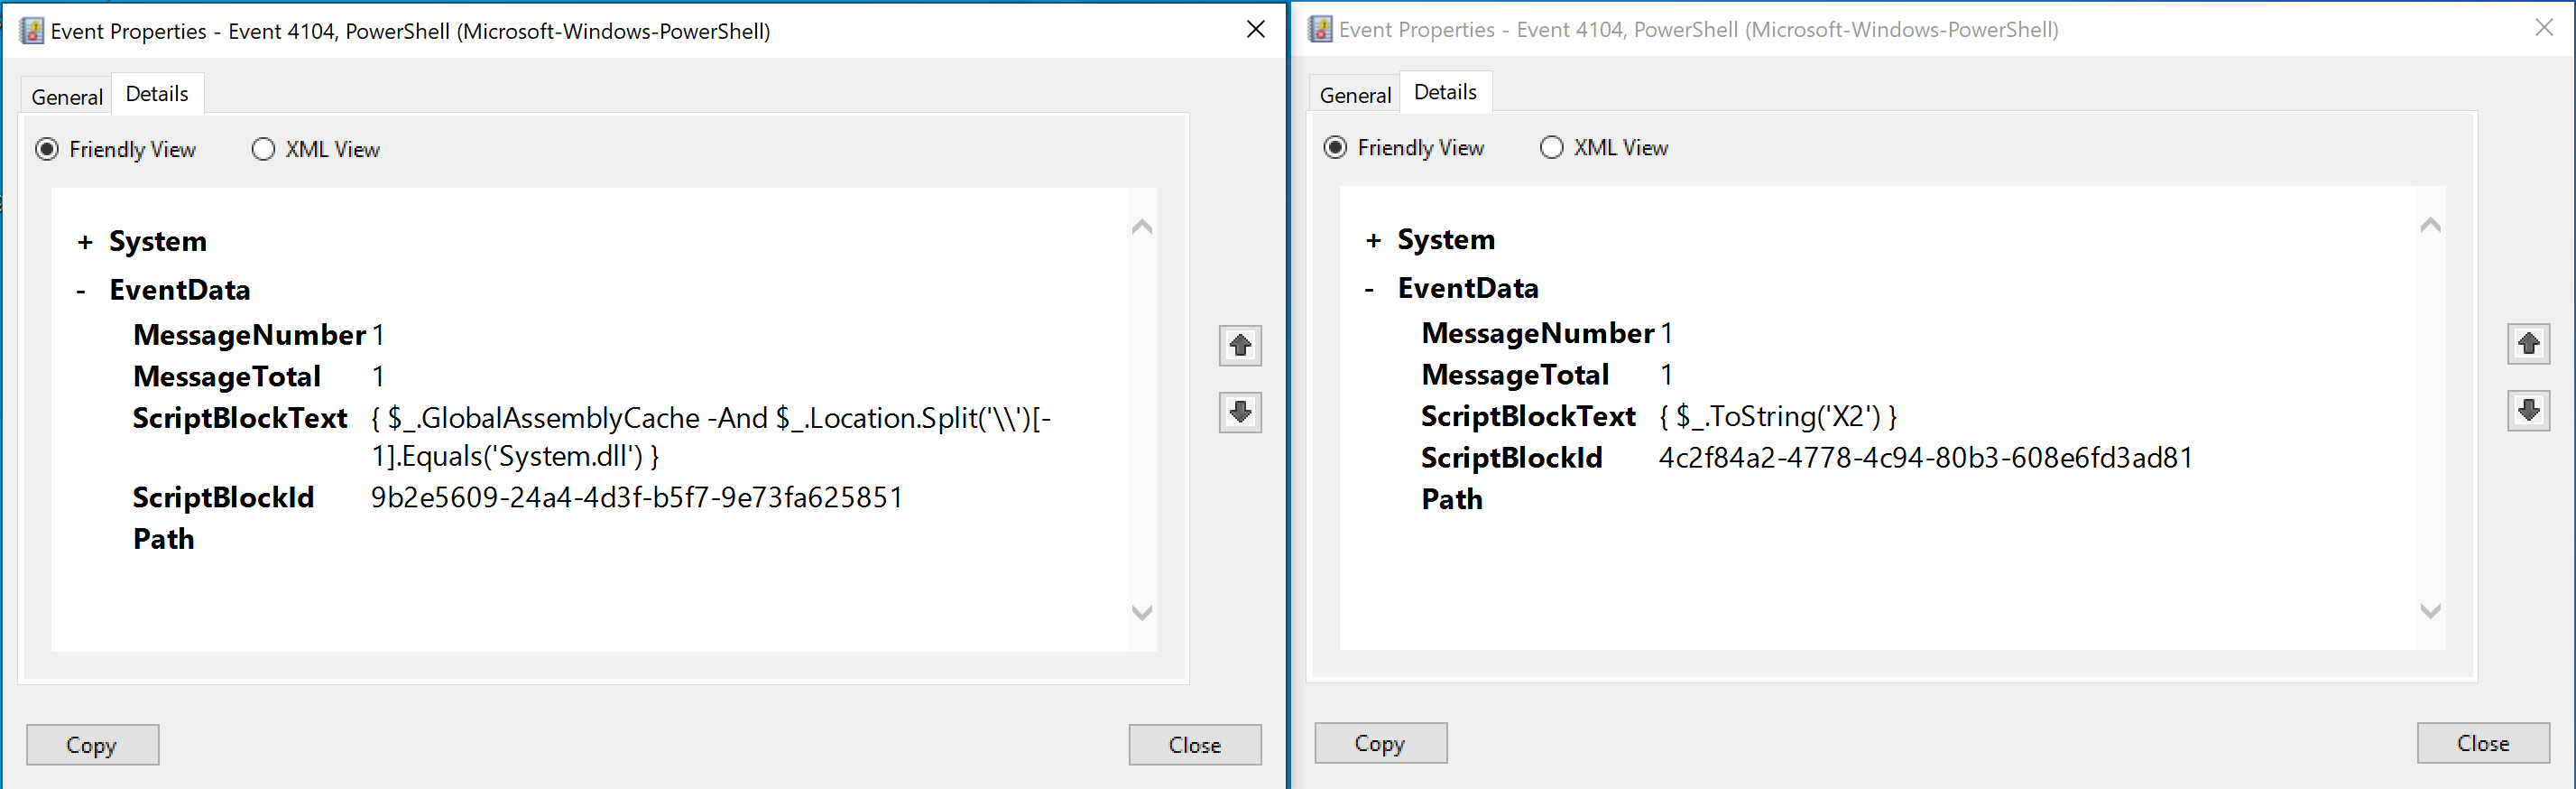 Event Properties - Event 4104, PowerShell (Microsoft-Windows-PowerShell)
General
Details
Friendly View
XML View
+ System
- EventData
MessageNumber 1
MessageTotal 1
ScriptBlockText { $_.GlobalAssemblyCache -And $_.Location.Split('\\')[-
1].Equals('System.dll') }
ScriptBlockId 9b2e5609-24a4-4d3f-b5f7-9e73fa625851
Path
Copy
Close
Event Properties - Event 4104, PowerShell (Microsoft-Windows-PowerShell)
General
Details
Friendly View
XML View
+ System
- EventData
MessageNumber 1
MessageTotal 1
ScriptBlockText { $_.ToString('X2') }
ScriptBlockId 4c2f84a2-4778-4c94-80b3-608e6fd3ad81
Path
Copy
Close